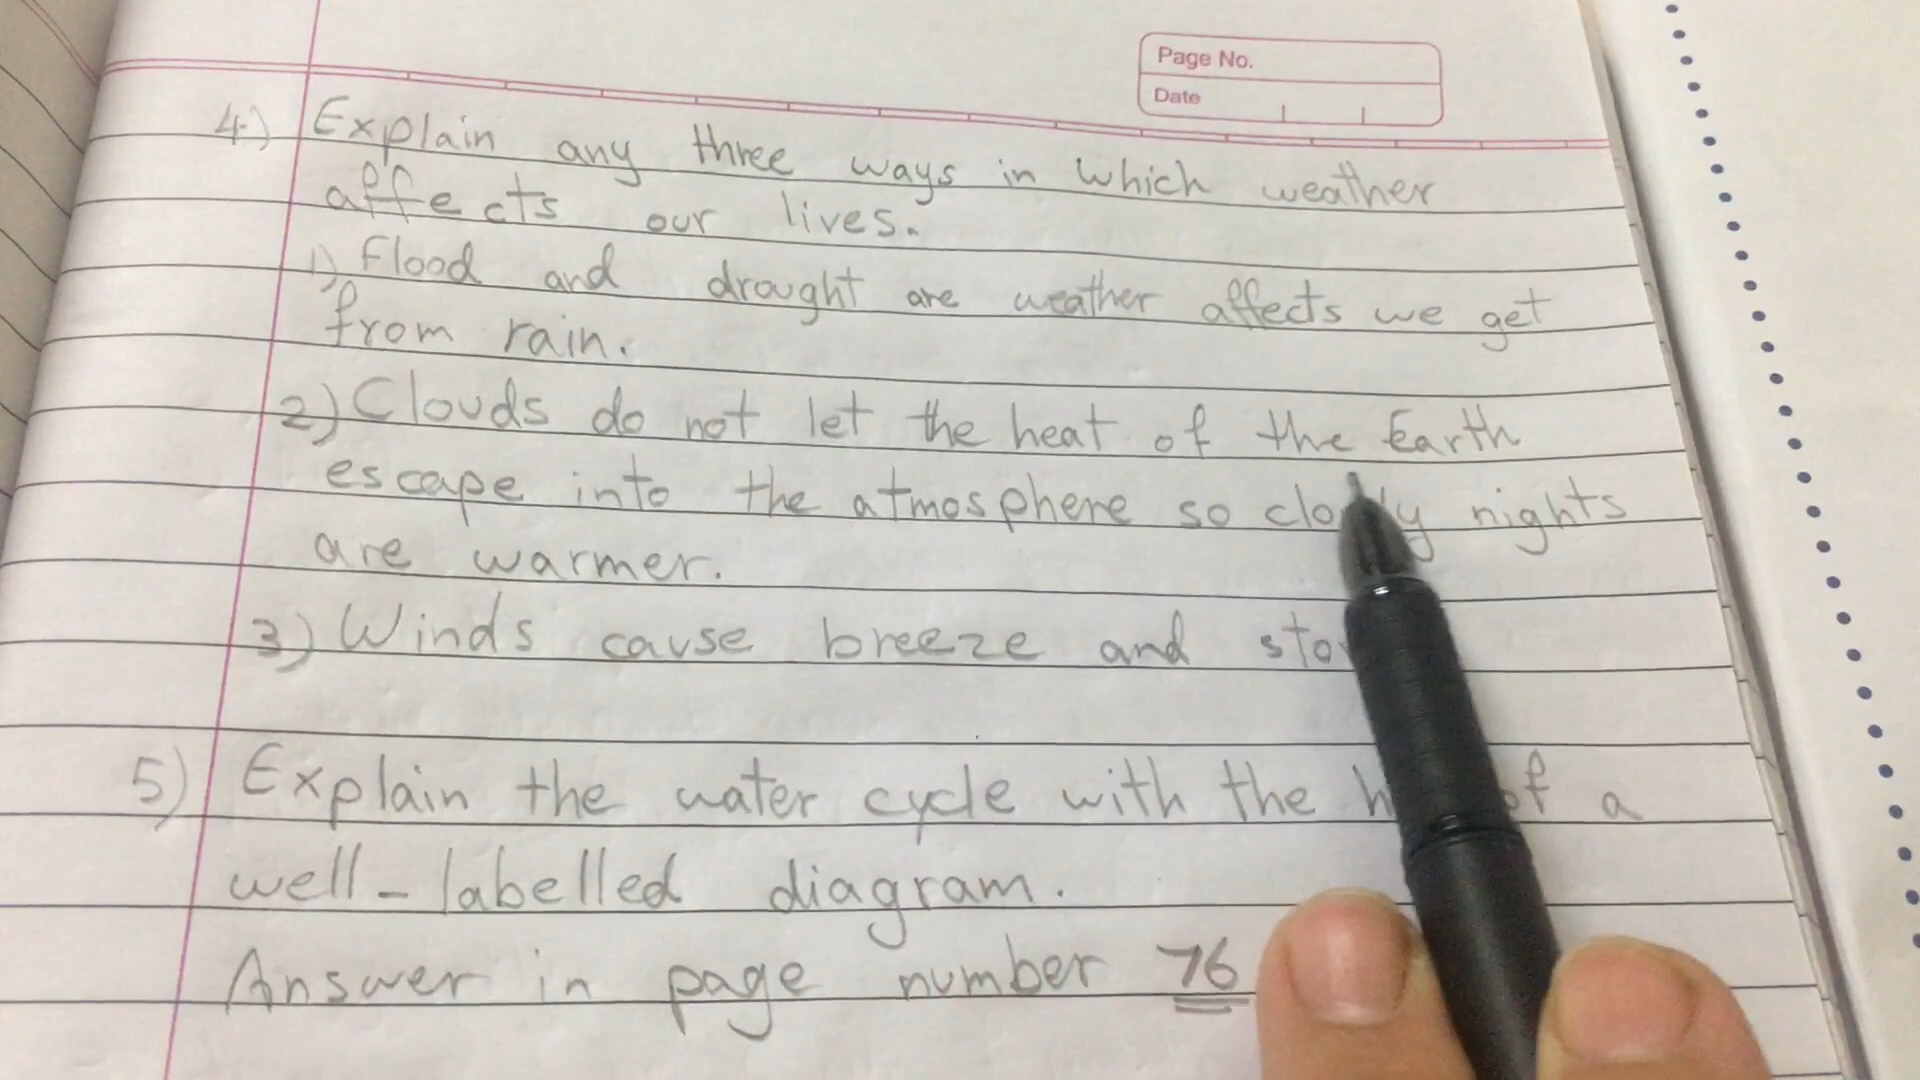 Page No.
Date
4) Explain any three ways in which weather
affects our lives.
1) Flood and drought are weather affects we get
from rain.
2) Clouds do not let the heat of the Earth
escape into the atmosphere so nights
are warmer.
3) Winds cause breeze and
5) Explain the water cycle with the of a
well-labelled diagram.
Answer in page number 76